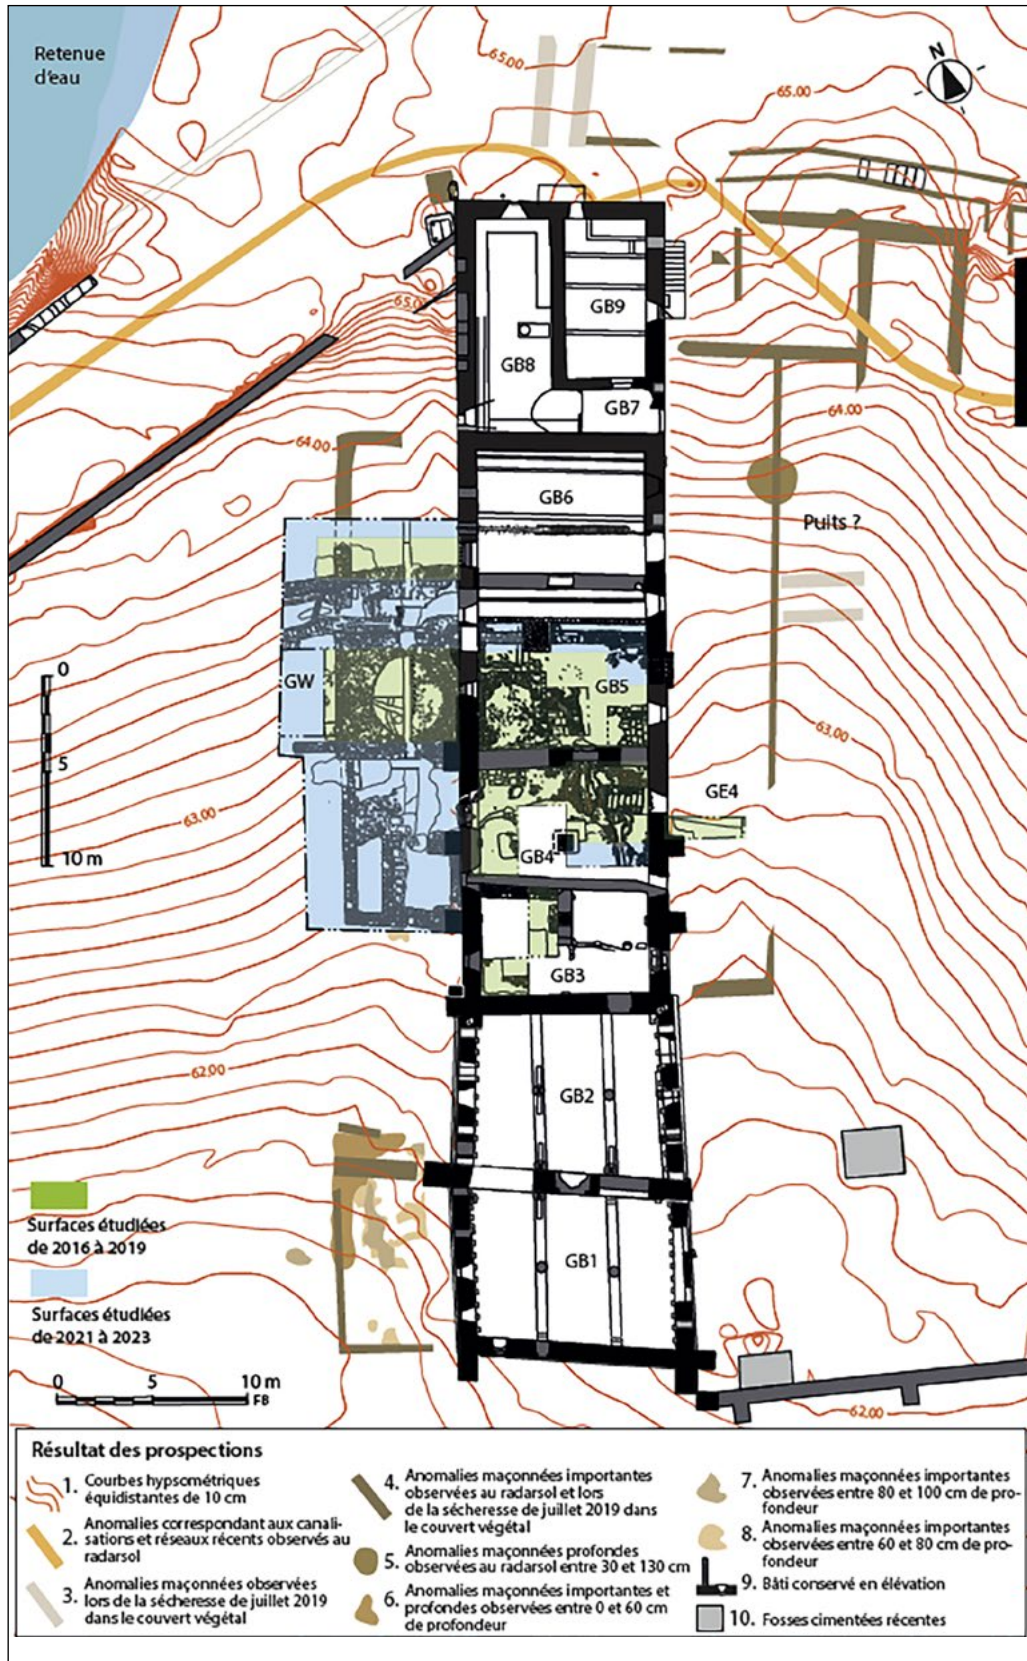 Retenue
d'eau
65.00
N
65.00
65.0
GB9
GB8
GB7
64.00
64.00
GB6
Puits ?
GW
GB5
0
5
10 m
63.00
63.00
GE4
GB4
GB3
62.00
GB2
GB1
Surfaces étudiées
de 2016 à 2019
Surfaces étudiées
de 2021 à 2023
0 5 10 m
FB
62.00
Résultat des prospections
1. Courbes hypsométriques
équidistantes de 10 cm
2. Anomalies correspondant aux canali-
sations et réseaux récents observés au
radarsol
3. Anomalies maçonnées observées
lors de la sécheresse de juillet 2019
dans le couvert végétal
4. Anomalies maçonnées importantes
observées au radarsol et lors
de la sécheresse de juillet 2019 dans
le couvert végétal
5. Anomalies maçonnées profondes
observées au radarsol entre 30 et 130 cm
6. Anomalies maçonnées importantes et
profondes observées entre 0 et 60 cm
de profondeur
7. Anomalies maçonnées importantes
observées entre 80 et 100 cm de pro-
fondeur
8. Anomalies maçonnées importantes
observées entre 60 et 80 cm de pro-
fondeur
9. Bâti conservé en élévation
10. Fosses cimentées récentes